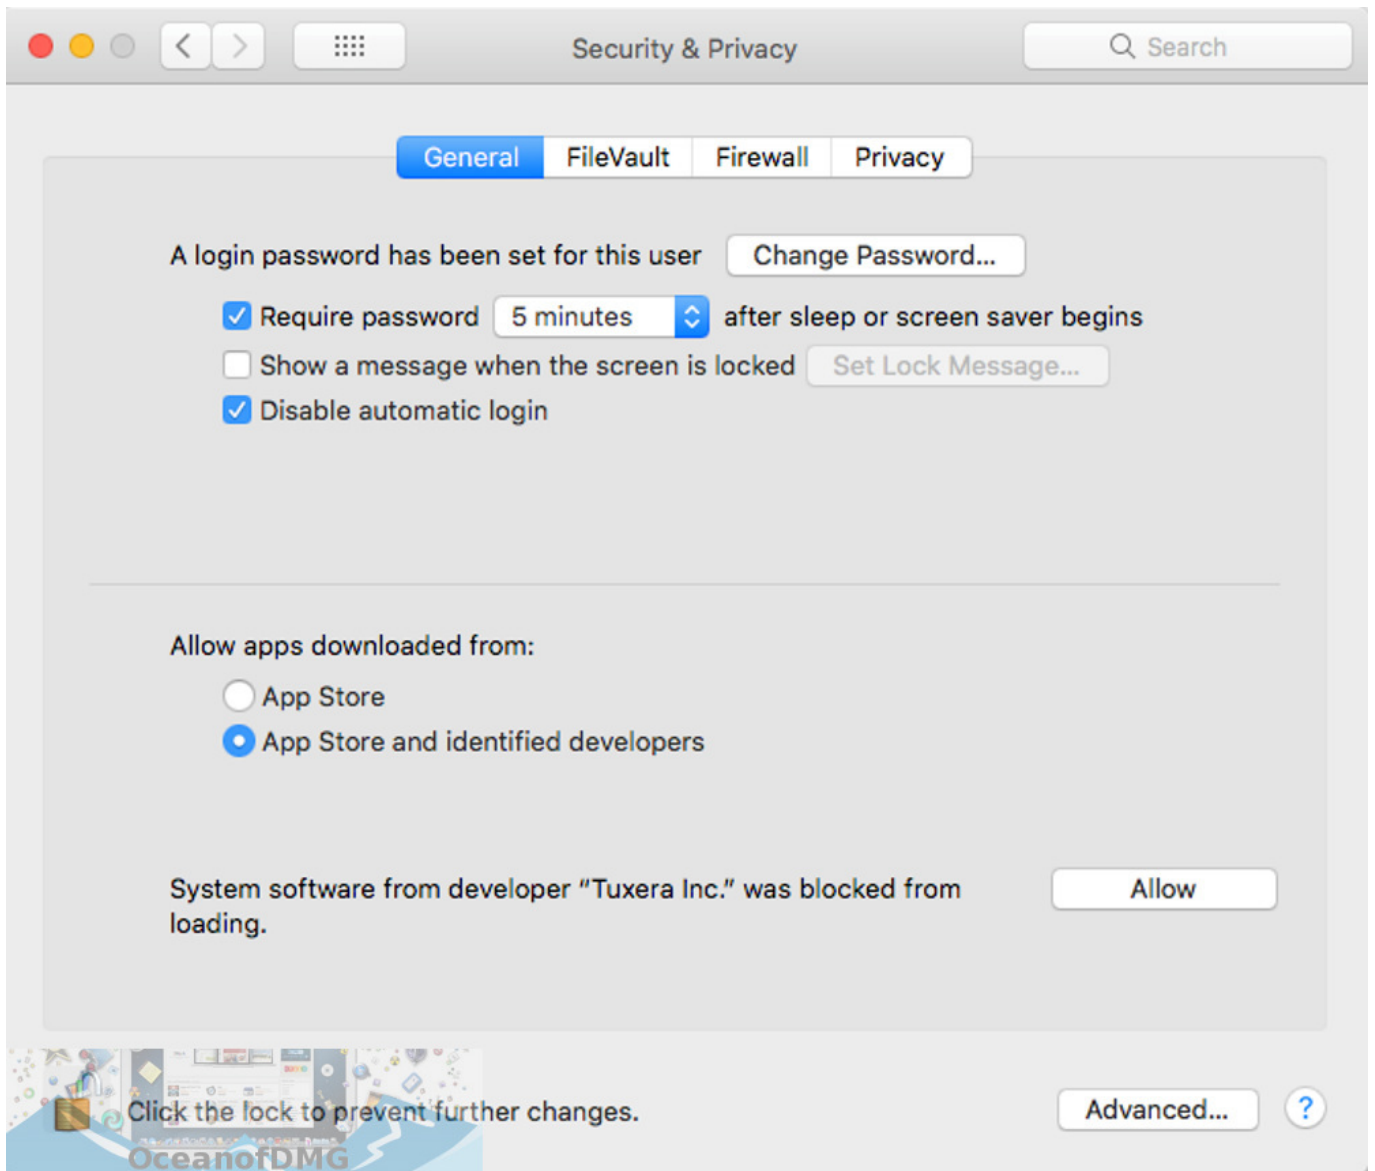 Security & Privacy
Search
General FileVault Firewall Privacy
A login password has been set for this user Change Password...
Require password 5 minutes after sleep or screen saver begins
Show a message when the screen is locked Set Lock Message...
Disable automatic login
Allow apps downloaded from:
App Store
App Store and identified developers
System software from developer “Tuxera Inc.” was blocked from Allow
loading.
Click the lock to prevent further changes. Advanced... ?
OceanofDMG